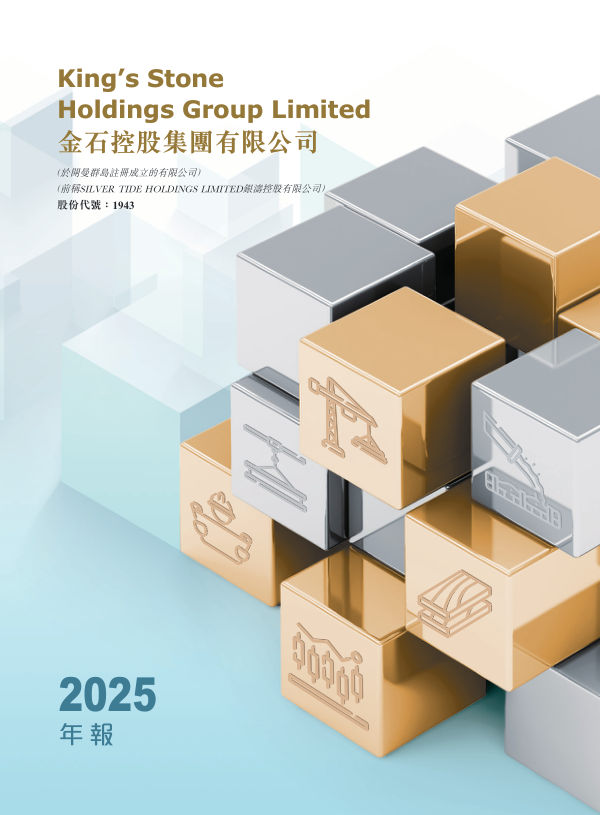 King's Stone
Holdings Group Limited
金石控股集團有限公司
(於開曼群島註冊成立的有限公司)
(前稱SILVER TIDE HOLDINGS LIMITED銀濤控股有限公司)
股份代號：1943
2025
年報